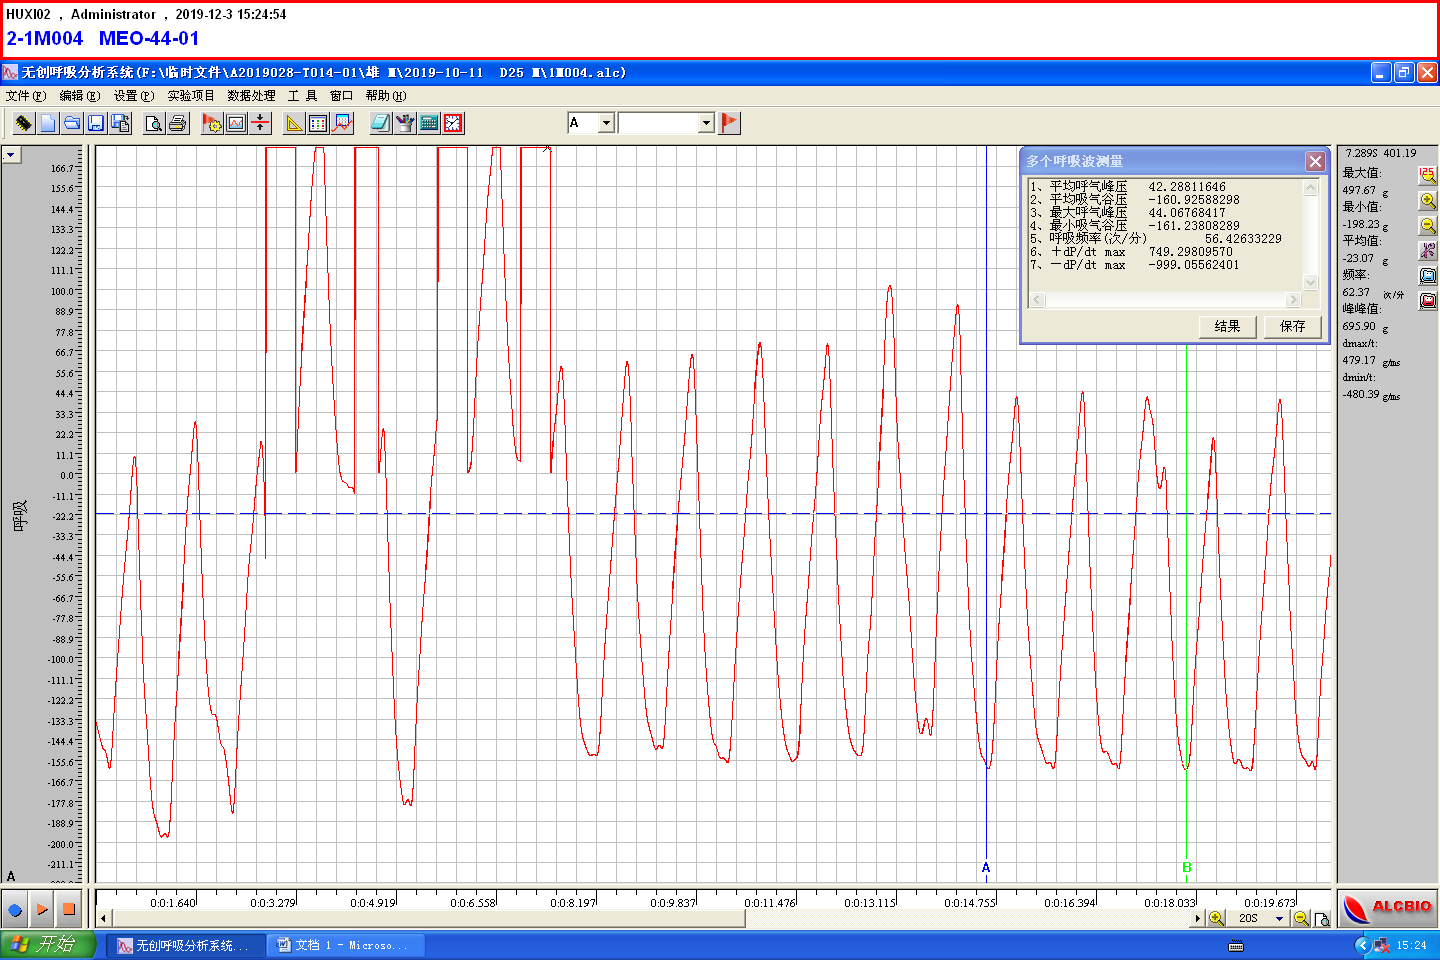 HUXI02 , Administrator , 2019-12-3 15:24:54
2-1M004 MEO-44-01
无创呼吸分析系统(F:\临时文件\A2019028-T014-01\雄 M\2019-10-11 D25 M\1M004.alc)
文件(F) 编辑(E) 设置(P) 实验项目 数据处理 工 具 窗口 帮助(H)
A
166.7
155.6
144.4
133.3
122.2
111.1
100.0
88.9
77.8
66.7
55.6
44.4
33.3
22.2
11.1
0.0
-11.1
-22.2
-33.3
-44.4
-55.6
-66.7
-77.8
-88.9
-100.0
-111.1
-122.2
-133.3
-144.4
-155.6
-166.7
-177.8
-188.9
-200.0
-211.1
呼吸
A
A
B
多个呼吸波测量
1、平均呼气峰压 42.28811646
2、平均吸气谷压 -160.92588298
3、最大呼气峰压 44.06768417
4、最小吸气谷压 -161.23808289
5、呼吸频率(次/分) 56.42633229
6、＋dP/dt max 749.29809570
7、－dP/dt max -999.05562401
结果 保存
7.289S 401.19
最大值:
497.67 g
最小值:
-198.23 g
平均值:
-23.07 g
频率:
62.37 次/分
峰峰值:
695.90 g
dmax/t:
479.17 g/ms
dmin/t:
-480.39 g/ms
125
0:0:1.640 0:0:3.279 0:0:4.919 0:0:6.558 0:0:8.197 0:0:9.837 0:0:11.476 0:0:13.115 0:0:14.755 0:0:16.394 0:0:18.033 0:0:19.673
20S
ALCBIO
开始 无创呼吸分析系统... 文档 1 - Microso... 15:24